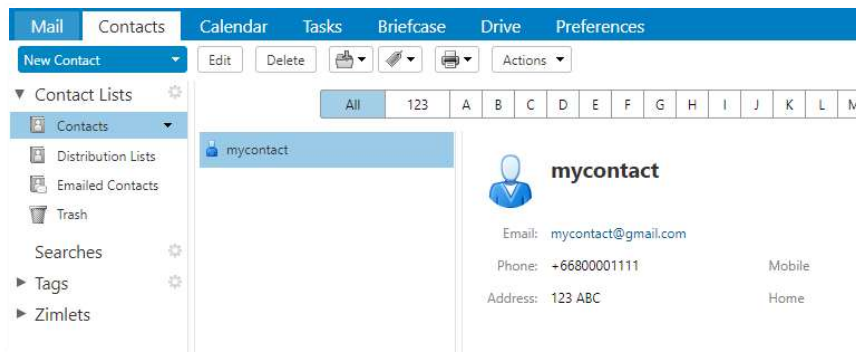 Mail Contacts Calendar Tasks Briefcase Drive Preferences
New Contact Edit Delete Actions
Contact Lists
All 123 A B C D E F G H I J K L M
Contacts
mycontact
Distribution Lists
Emailed Contacts
Trash
Searches
Tags
Zimlets
mycontact
Email: mycontact@gmail.com
Phone: +66800001111 Mobile
Address: 123 ABC Home